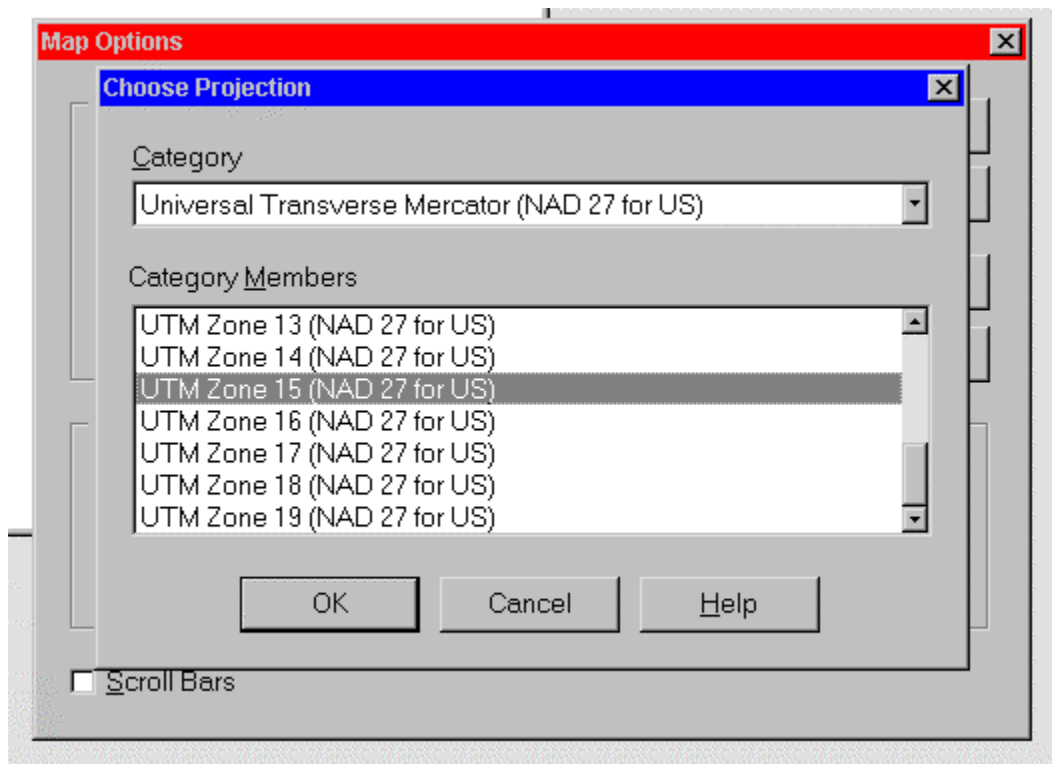 Map Options
Choose Projection
Category
Universal Transverse Mercator (NAD 27 for US)
Category Members
UTM Zone 13 (NAD 27 for US)
UTM Zone 14 (NAD 27 for US)
UTM Zone 15 (NAD 27 for US)
UTM Zone 16 (NAD 27 for US)
UTM Zone 17 (NAD 27 for US)
UTM Zone 18 (NAD 27 for US)
UTM Zone 19 (NAD 27 for US)
OK Cancel Help
Scroll Bars